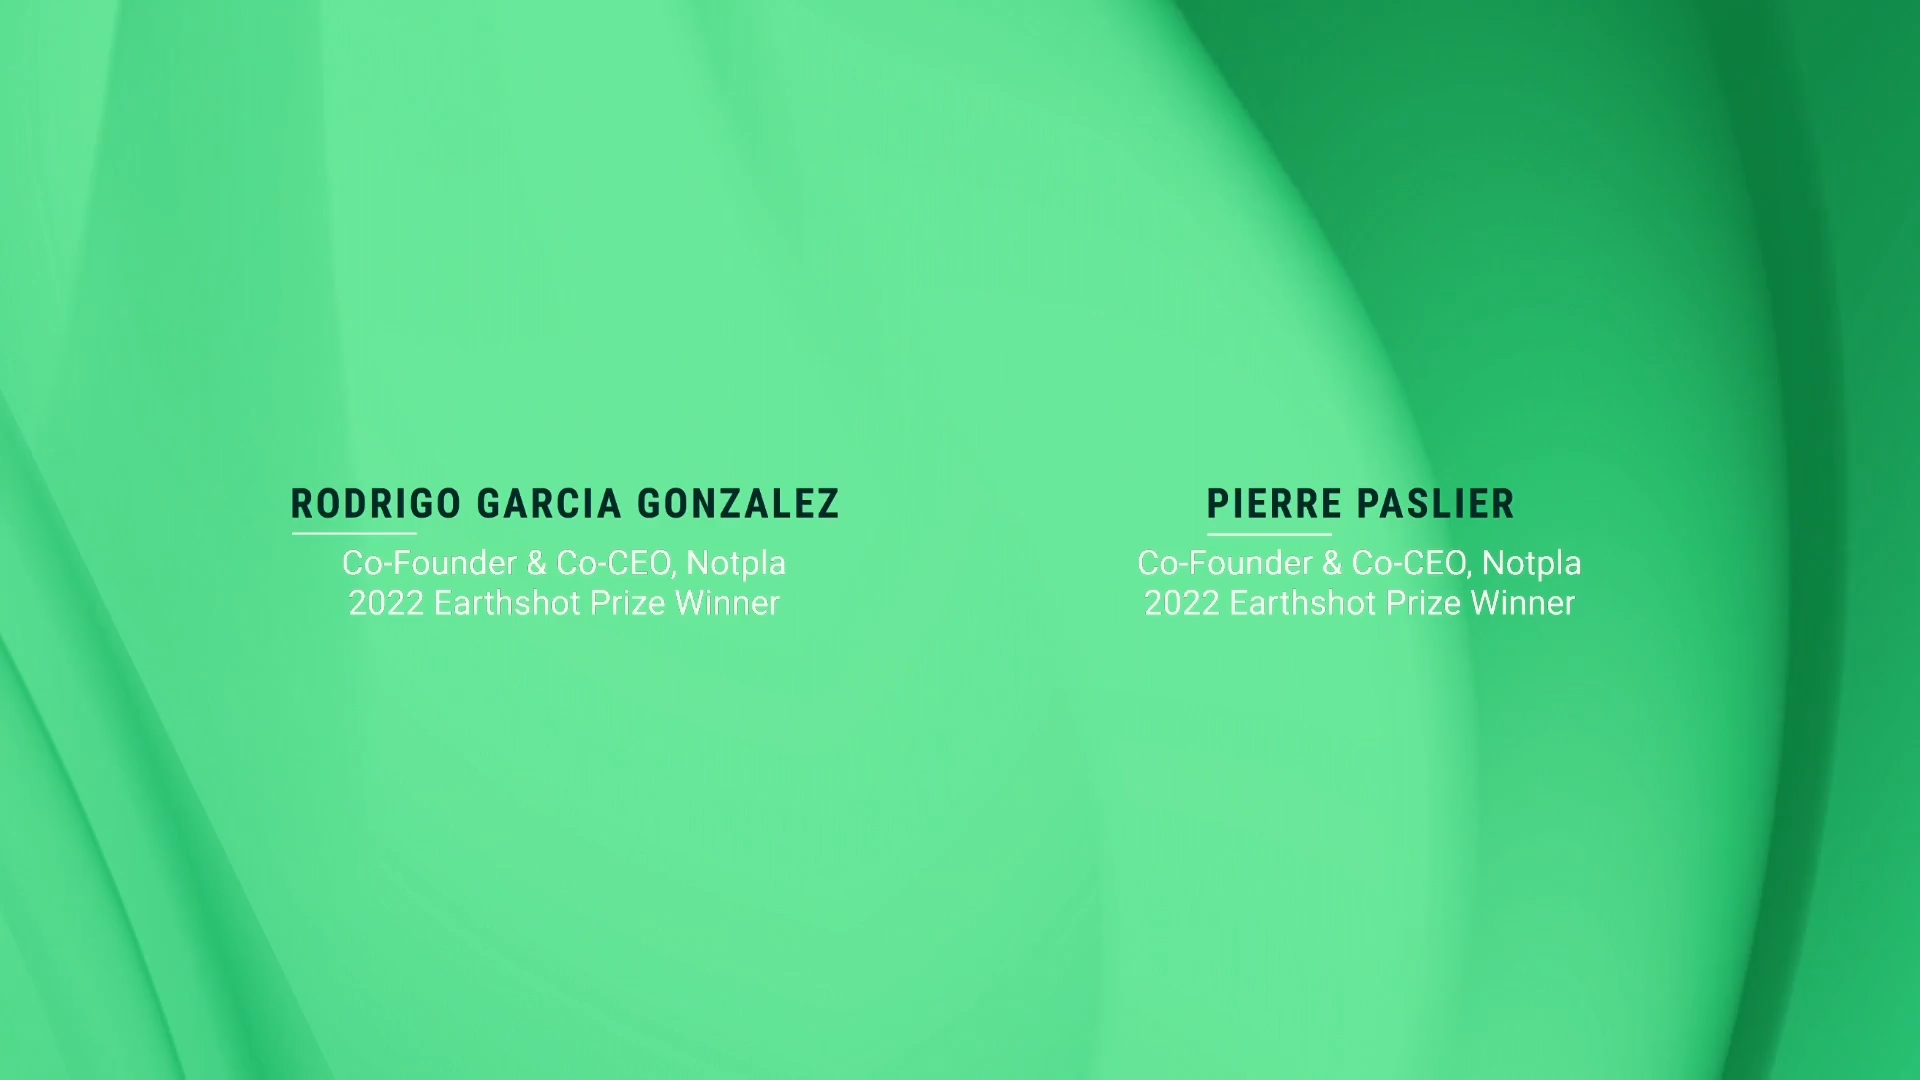 RODRIGO GARCIA GONZALEZ
Co-Founder & Co-CEO, Notpla
2022 Earthshot Prize Winner
PIERRE PASLIER
Co-Founder & Co-CEO, Notpla
2022 Earthshot Prize Winner